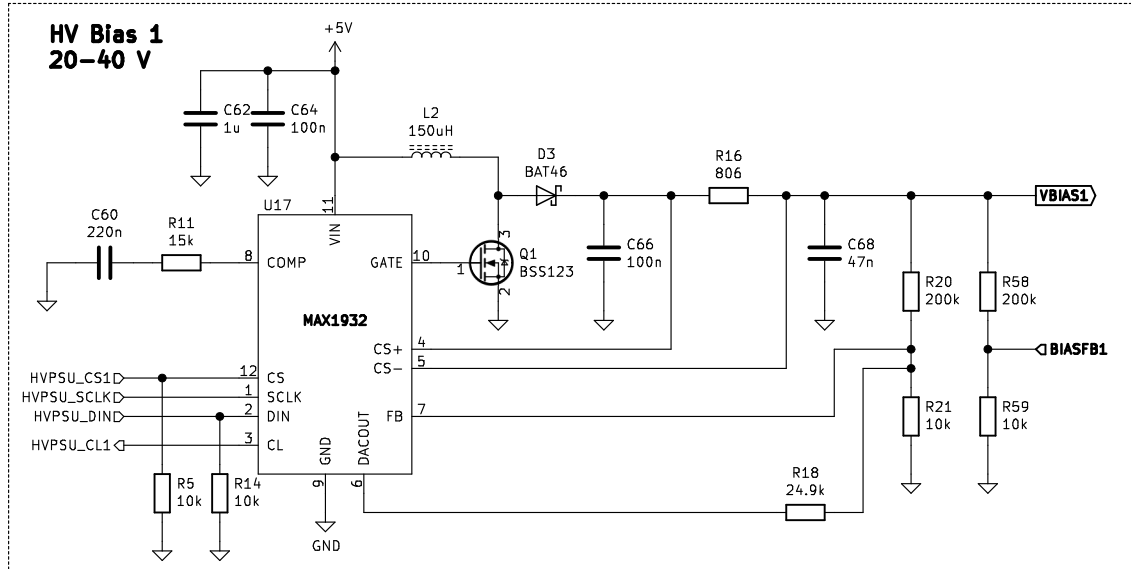 HV Bias 1
20-40 V
+5V
C62
1u
C64
100n
L2
150uH
D3
BAT46
R16
806
VBIAS1
C60
220n
R11
15k
U17
11
VIN
8
COMP
GATE
10
3
1
2
Q1
BSS123
C66
100n
C68
47n
R20
200k
R58
200k
MAX1932
CS+
4
CS-
5
BIASFB1
HVPSU_CS1
12
CS
HVPSU_SCLK
1
SCLK
HVPSU_DIN
2
DIN
FB
7
HVPSU_CL1
3
CL
GND
DACOUT
9
6
R21
10k
R59
10k
R5
10k
R14
10k
R18
24.9k
GND